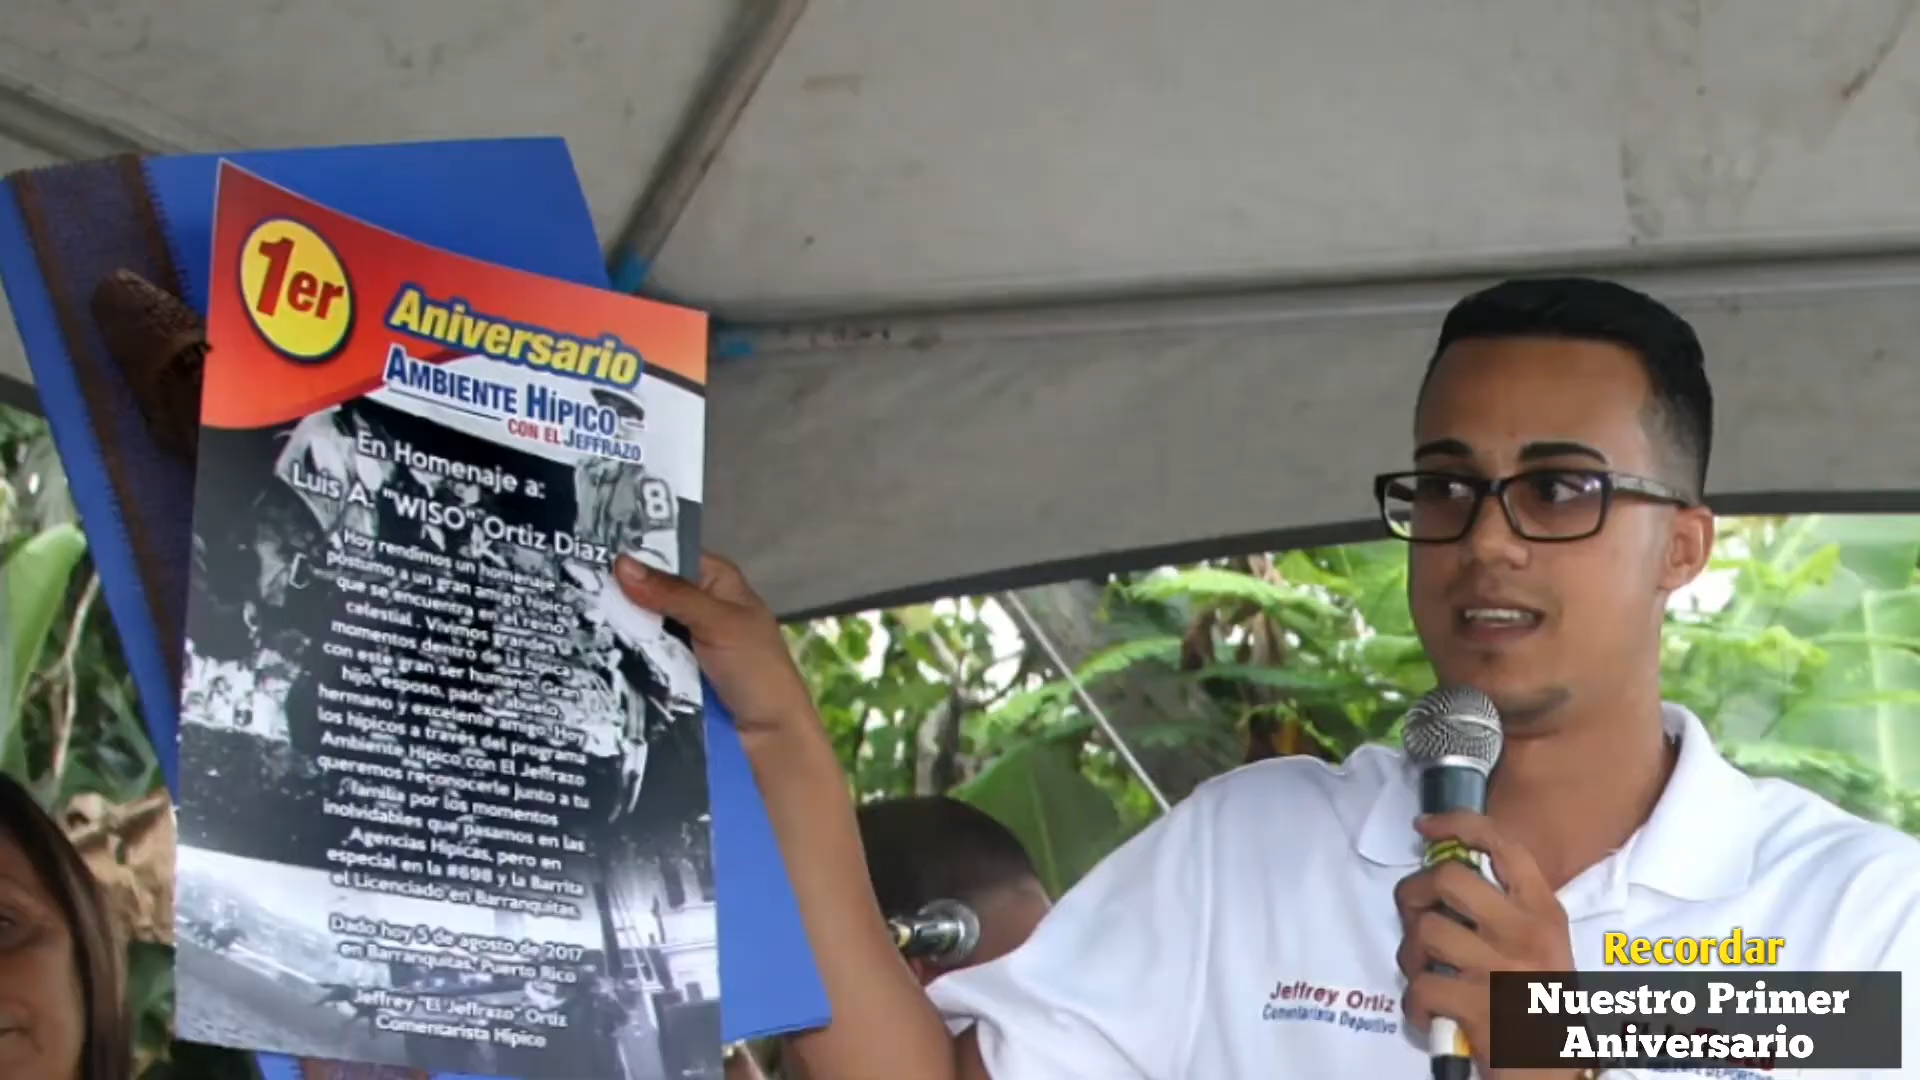 1er
Aniversario
AMBIENTE HÍPICO
CON EL JEFFRAZO
En Homenaje a:
Luis A. "WISO" Ortiz Díaz
8
Hoy rendimos un homenaje
póstumo a un gran amigo hípico
que se encuentra en el reino
celestial. Vivimos grandes
momentos dentro de la hípica
con este gran ser humano. Gran
hijo, esposo, padre, abuelo,
hermano y excelente amigo. Hoy
los hípicos a través del programa
Ambiente Hípico con El Jeffrazo
queremos reconocerle junto a tu
familia por los momentos
inolvidables que pasamos en las
Agencias Hípicas, pero en
especial en la #698 y la Barrita
el Licenciado en Barranquitas.
Dado hoy 5 de agosto de 2017
en Barranquitas, Puerto Rico
Jeffrey "El Jeffrazo" Ortiz
Comentarista Hípico
Jeffrey Ortiz
Comentarista Deportivo
Recordar
Nuestro Primer
Aniversario